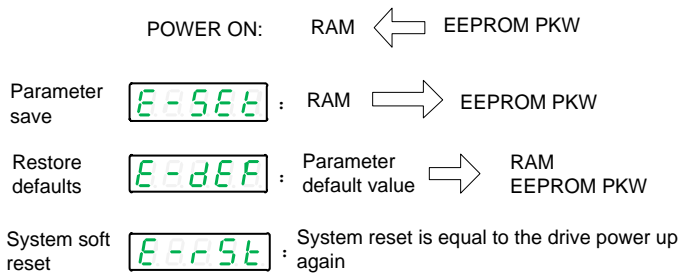 POWER ON: RAM EEPROM PKW
Parameter save E-SEt : RAM EEPROM PKW
Restore defaults E-dEF : Parameter default value RAM EEPROM PKW
System soft reset E-rSt : System reset is equal to the drive power up again